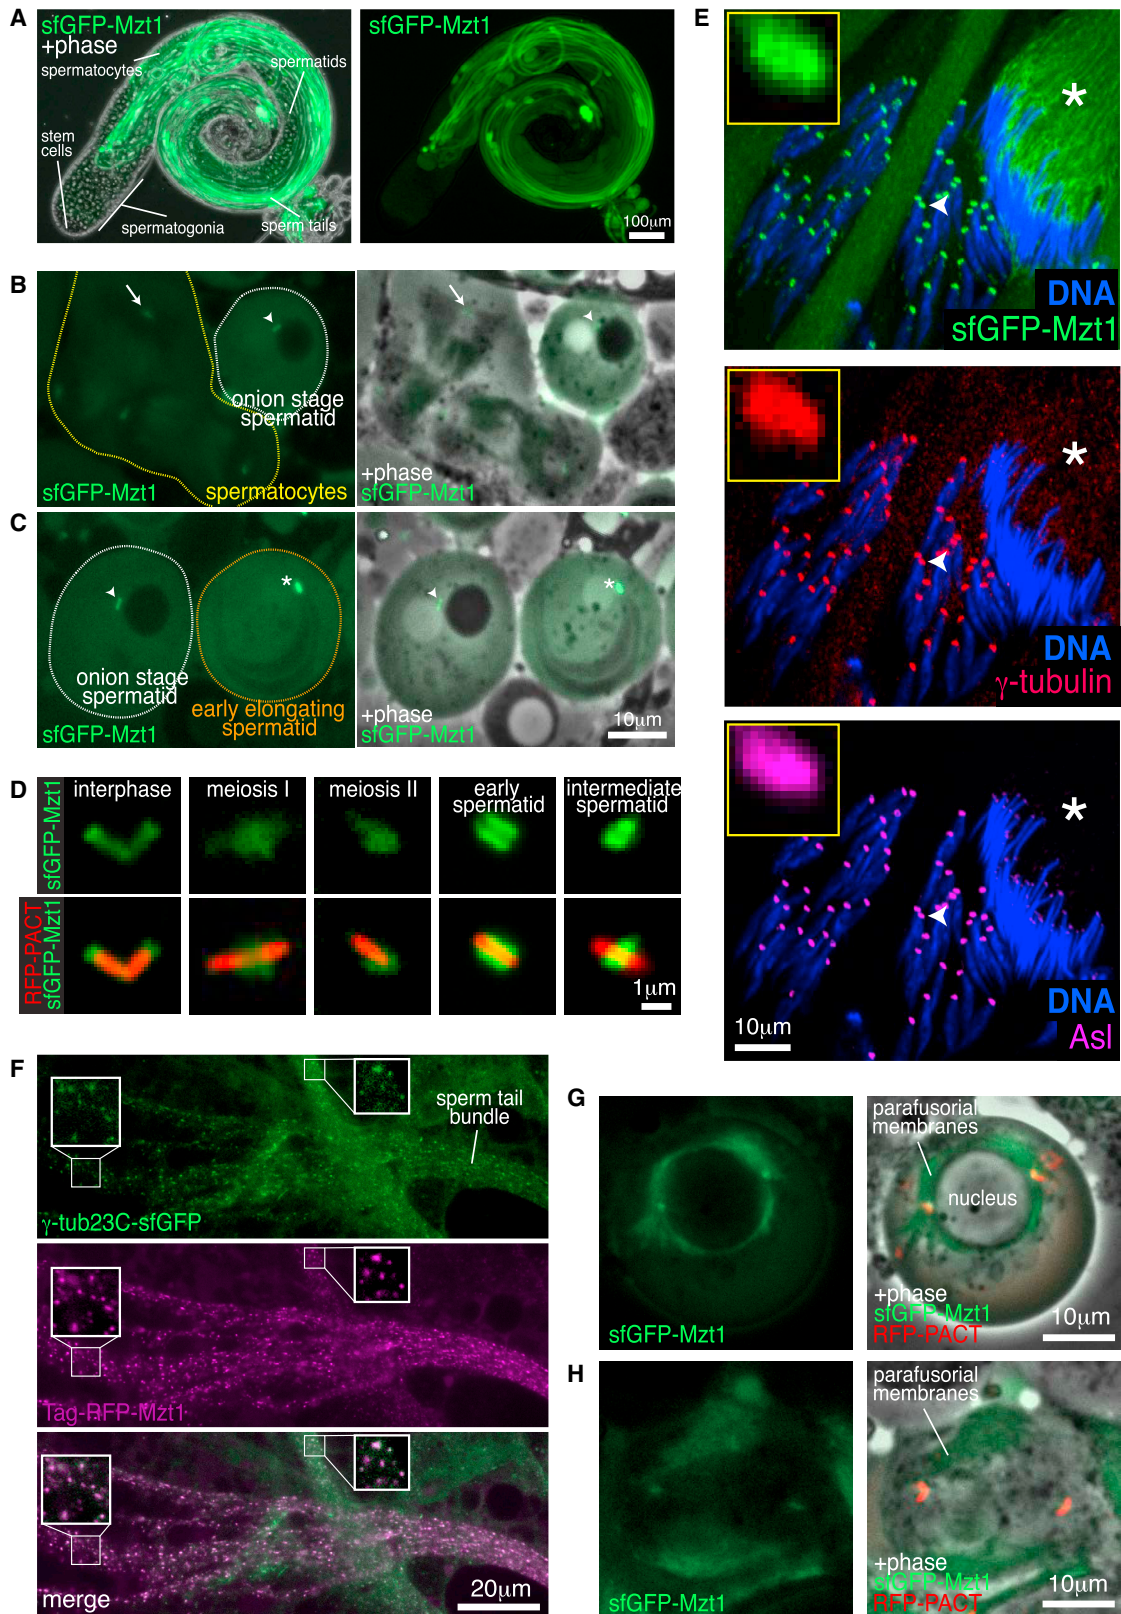 A
sfGFP-Mzt1
+phase
spermatocytes
spermatids
stem
cells
spermatogonia
sperm tails
sfGFP-Mzt1
100µm
B
onion stage
spermatid
sfGFP-Mzt1
spermatocytes
+phase
sfGFP-Mzt1
C
onion stage
spermatid
early elongating
spermatid
sfGFP-Mzt1
+phase
sfGFP-Mzt1
10µm
D
sfGFP-Mzt1
interphase
meiosis I
meiosis II
early
spermatid
intermediate
spermatid
RFP-PACT
sfGFP-Mzt1
1µm
E
*
DNA
sfGFP-Mzt1
*
DNA
γ-tubulin
*
DNA
Asl
10µm
F
sperm tail
bundle
γ-tub23C-sfGFP
Tag-RFP-Mzt1
merge
20µm
G
sfGFP-Mzt1
parafusorial
membranes
nucleus
+phase
sfGFP-Mzt1
RFP-PACT
10µm
H
sfGFP-Mzt1
parafusorial
membranes
+phase
sfGFP-Mzt1
RFP-PACT
10µm